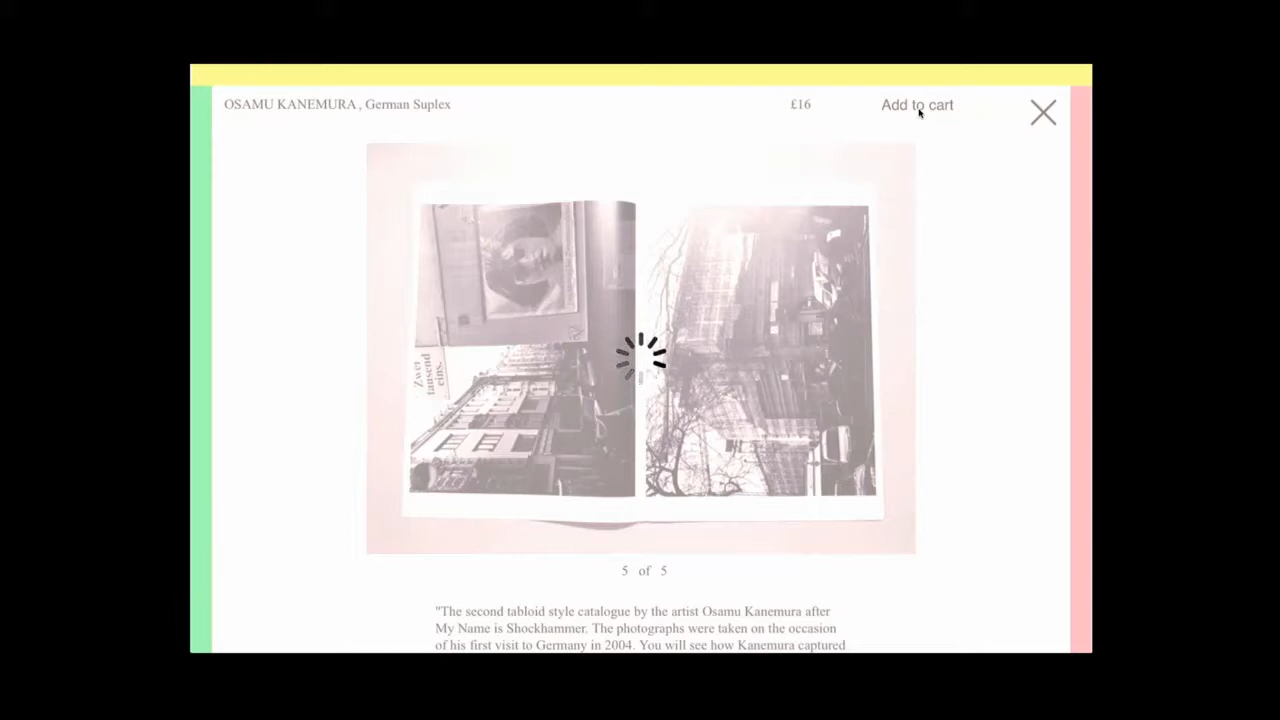 OSAMU KANEMURA, German Suplex
£16
Add to cart
Zwei
tausend
eins.
5 of 5
"The second tabloid style catalogue by the artist Osamu Kanemura after
My Name is Shockhammer. The photographs were taken on the occasion
of his first visit to Germany in 2004. You will see how Kanemura captured